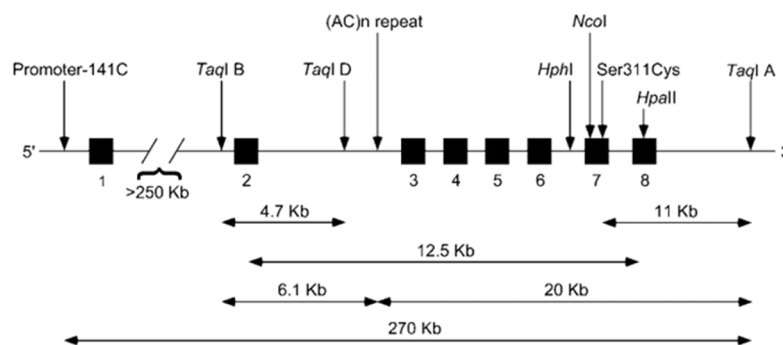 (AC)n repeat
NcoI
Promoter-141C
TaqI B
TaqI D
HphI
Ser311Cys
TaqI A
HpaII
5'
3'
1
2
3
4
5
6
7
8
>250 Kb
4.7 Kb
11 Kb
12.5 Kb
6.1 Kb
20 Kb
270 Kb